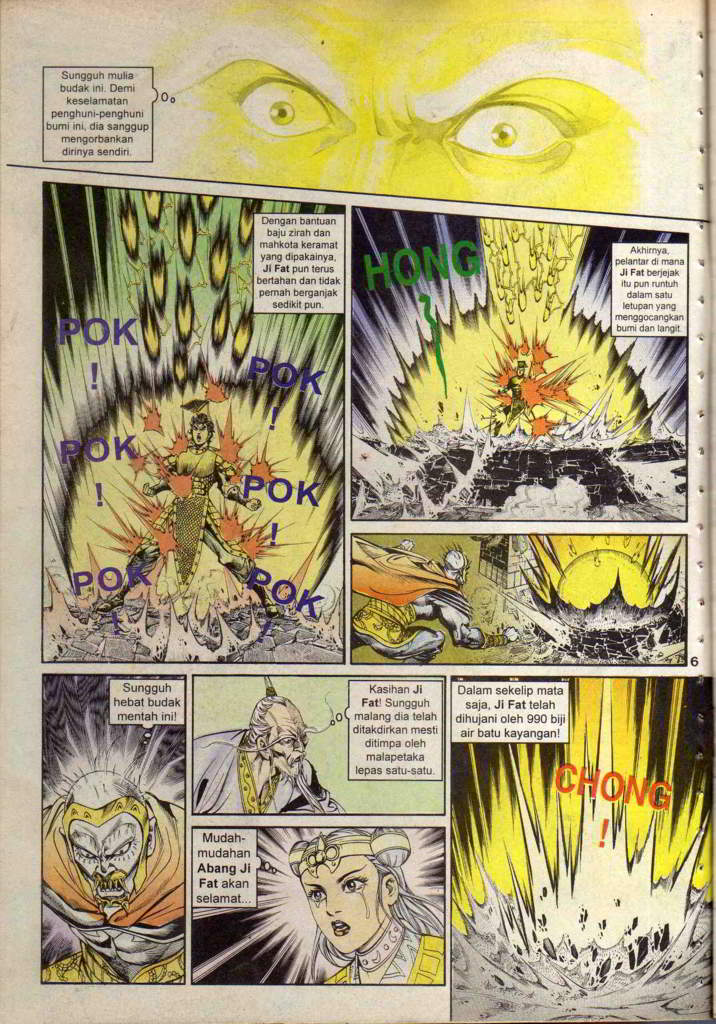 Sungguh mulia
budak ini. Demi
keselamatan
penghuni-penghuni
bumi ini, dia sanggup
mengorbankan
dirinya sendiri.
Dengan bantuan
baju zirah dan
mahkota keramat
yang dipakainya,
Ji Fat pun terus
bertahan dan tidak
pernah berganjak
sedikit pun.
POK
!
POK
!
POK
!
POK
!
POK
!
POK
!
HONG
Akhirnya,
pelantar di mana
Ji Fat berjejak
itu pun runtuh
dalam satu
letupan yang
menggocangkan
bumi dan langit.
6
Sungguh
hebat budak
mentah ini!
Kasihan Ji
Fat! Sungguh
malang dia telah
ditakdirkan mesti
ditimpa oleh
malapetaka
lepas satu-satu.
Mudah-
mudahan
Abang Ji
Fat akan
selamat...
Dalam sekelip mata
saja, Ji Fat telah
dihujani oleh 990 biji
air batu kayangan!
CHONG
!